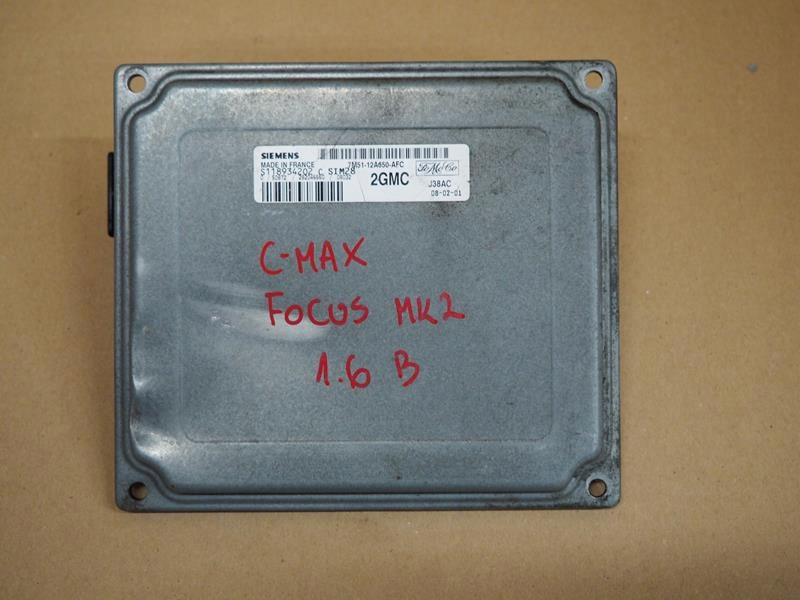 SIEMENS
MADE IN FRANCE 7M51-12A650-AFC
S118934202 C SIM28
2GMC
FoMoCo
J38AC
08-02-01
C-MAX
FOCUS MK2
1.6 B